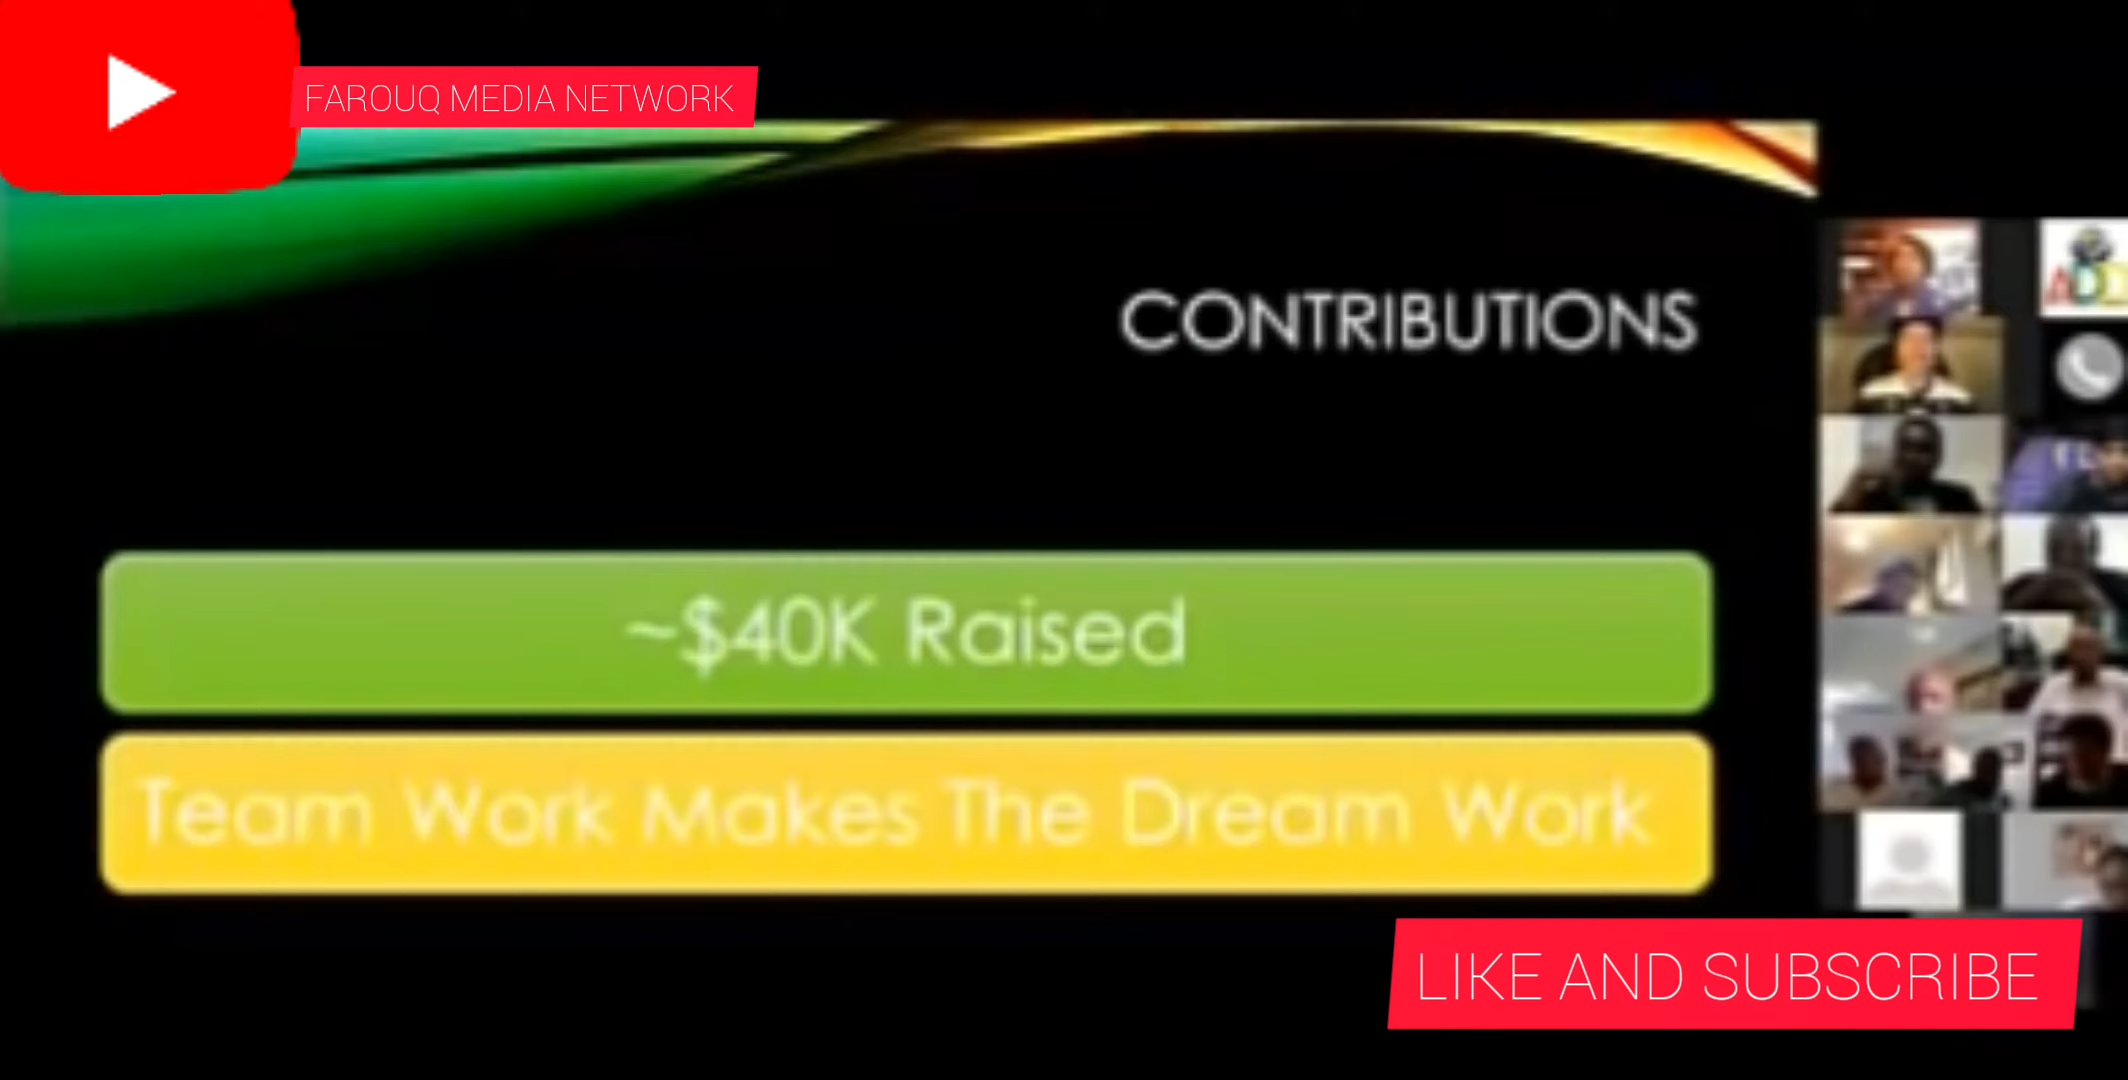 FAROUQ MEDIA NETWORK
CONTRIBUTIONS
~$40K Raised
Team Work Makes The Dream Work
LIKE AND SUBSCRIBE